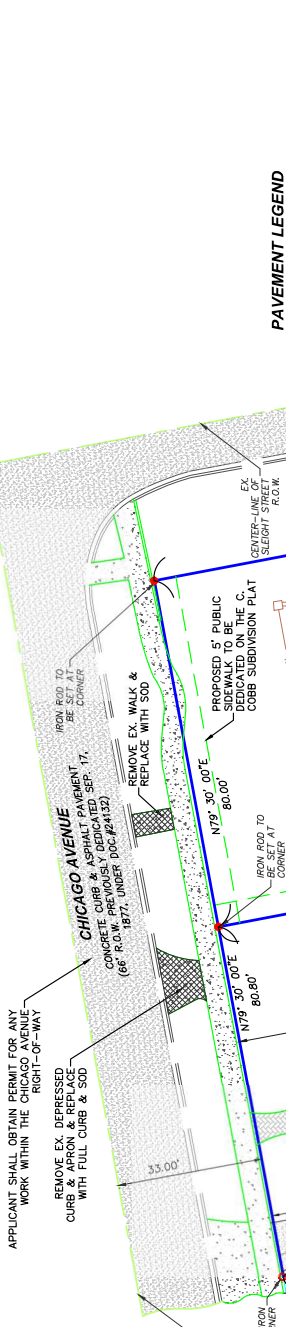 PAVEMENT LEGEND
EX.
CENTER-LINE OF
SLEIGHT STREET
R.O.W.
IRON ROD TO
BE SET AT
CORNER
PROPOSED 5' PUBLIC
SIDEWALK TO BE
DEDICATED ON THE C.
COBB SUBDIVISION PLAT
REMOVE EX. WALK &
REPLACE WITH SOD
N79° 30' 00"E
80.00'
CHICAGO AVENUE
CONCRETE CURB & ASPHALT PAVEMENT
(66' R.O.W. PREVIOUSLY DEDICATED SEP. 17,
1877, UNDER DOC.#24132)
IRON ROD TO
BE SET AT
CORNER
APPLICANT SHALL OBTAIN PERMIT FOR ANY
WORK WITHIN THE CHICAGO AVENUE
RIGHT-OF-WAY
REMOVE EX. DEPRESSED
CURB & APRON & REPLACE
WITH FULL CURB & SOD
N79° 30' 00"E
80.80'
33.00'